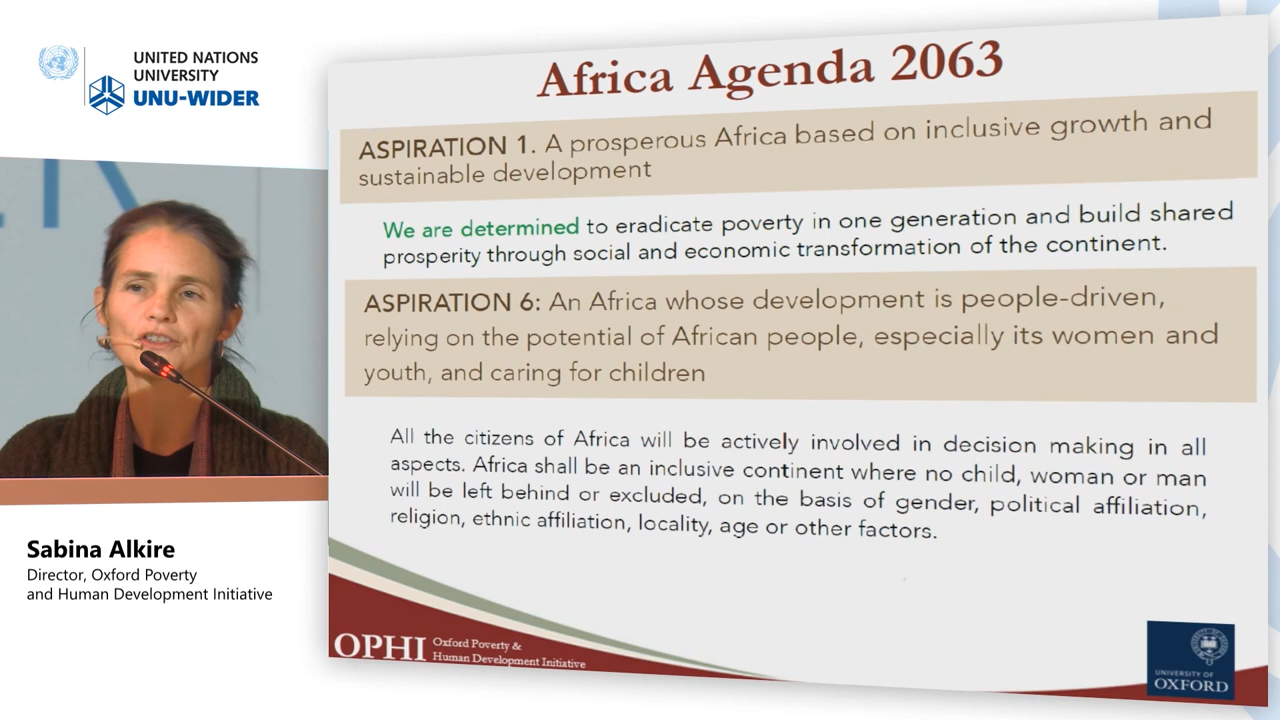 UNITED NATIONS
UNIVERSITY
UNU-WIDER
Sabina Alkire
Director, Oxford Poverty
and Human Development Initiative
Africa Agenda 2063
ASPIRATION 1. A prosperous Africa based on inclusive growth and
sustainable development
We are determined to eradicate poverty in one generation and build shared
prosperity through social and economic transformation of the continent.
ASPIRATION 6: An Africa whose development is people-driven,
relying on the potential of African people, especially its women and
youth, and caring for children
All the citizens of Africa will be actively involved in decision making in all
aspects. Africa shall be an inclusive continent where no child, woman or man
will be left behind or excluded, on the basis of gender, political affiliation,
religion, ethnic affiliation, locality, age or other factors.
OPHI
Oxford Poverty &
Human Development Initiative
UNIVERSITY OF
OXFORD